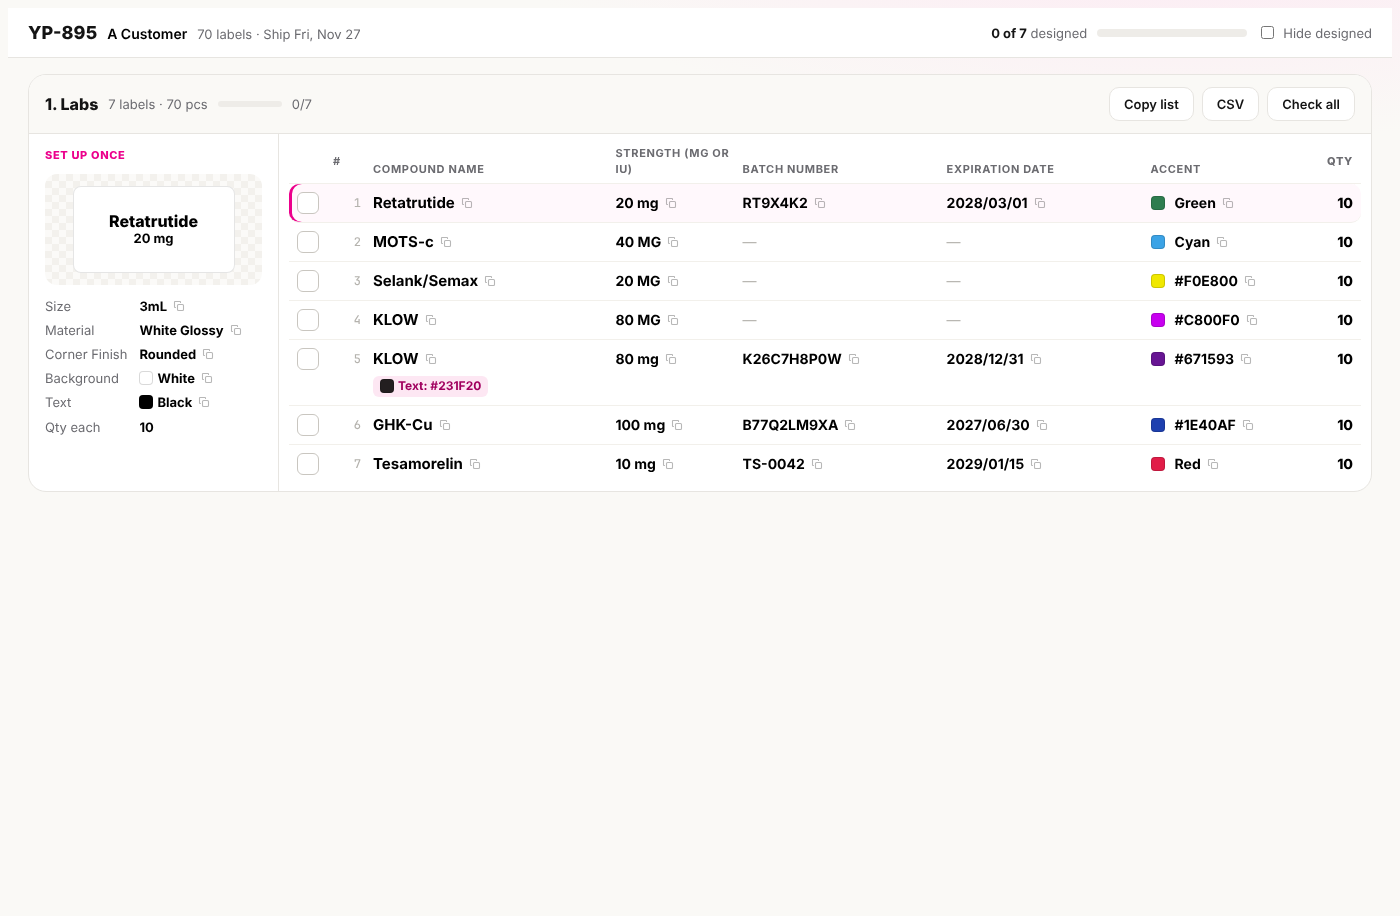 YP-895 A Customer 70 labels · Ship Fri, Nov 27 0 of 7 designed Hide designed
1. Labs 7 labels · 70 pcs 0/7 Copy list CSV Check all
SET UP ONCE
Retatrutide
20 mg
Size 3mL
Material White Glossy
Corner Finish Rounded
Background White
Text Black
Qty each 10
# COMPOUND NAME STRENGTH (MG OR IU) BATCH NUMBER EXPIRATION DATE ACCENT QTY
1 Retatrutide 20 mg RT9X4K2 2028/03/01 Green 10
2 MOTS-c 40 MG — — Cyan 10
3 Selank/Semax 20 MG — — #F0E800 10
4 KLOW 80 MG — — #C800F0 10
5 KLOW 80 mg K26C7H8P0W 2028/12/31 #671593 10
Text: #231F20
6 GHK-Cu 100 mg B77Q2LM9XA 2027/06/30 #1E40AF 10
7 Tesamorelin 10 mg TS-0042 2029/01/15 Red 10